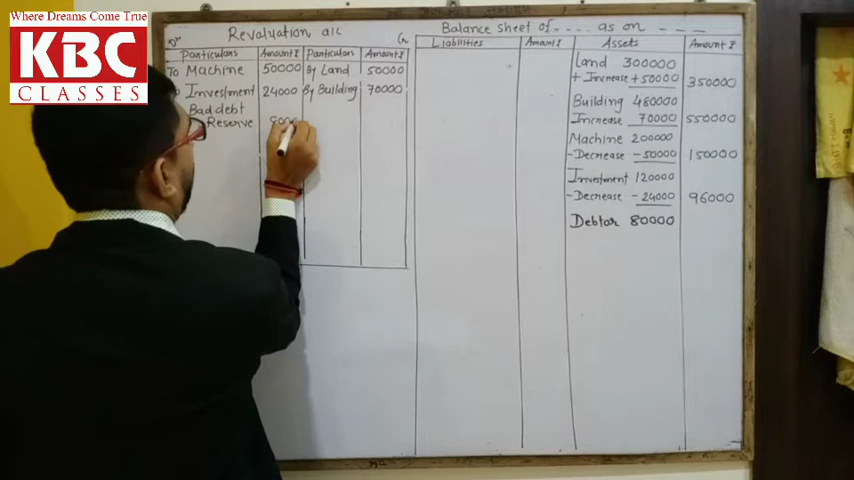 Where Dreams Come True
KBC
CLASSES
Revaluation a/c
Dr
Cr
Particulars Amount ₹ Particulars Amount ₹
To Machine 50000 By Land 50000
Investment 24000 By Building 70000
Bad debt
Reserve
Balance sheet of - - - - as on - - -
Liabilities Amount ₹ Assets Amount ₹
Land 300000
+ Increase +50000 350000
Building 480000
Increase 70000 550000
Machine 200000
- Decrease - 50000 150000
Investment 120000
- Decrease - 24000 96000
Debtor 80000